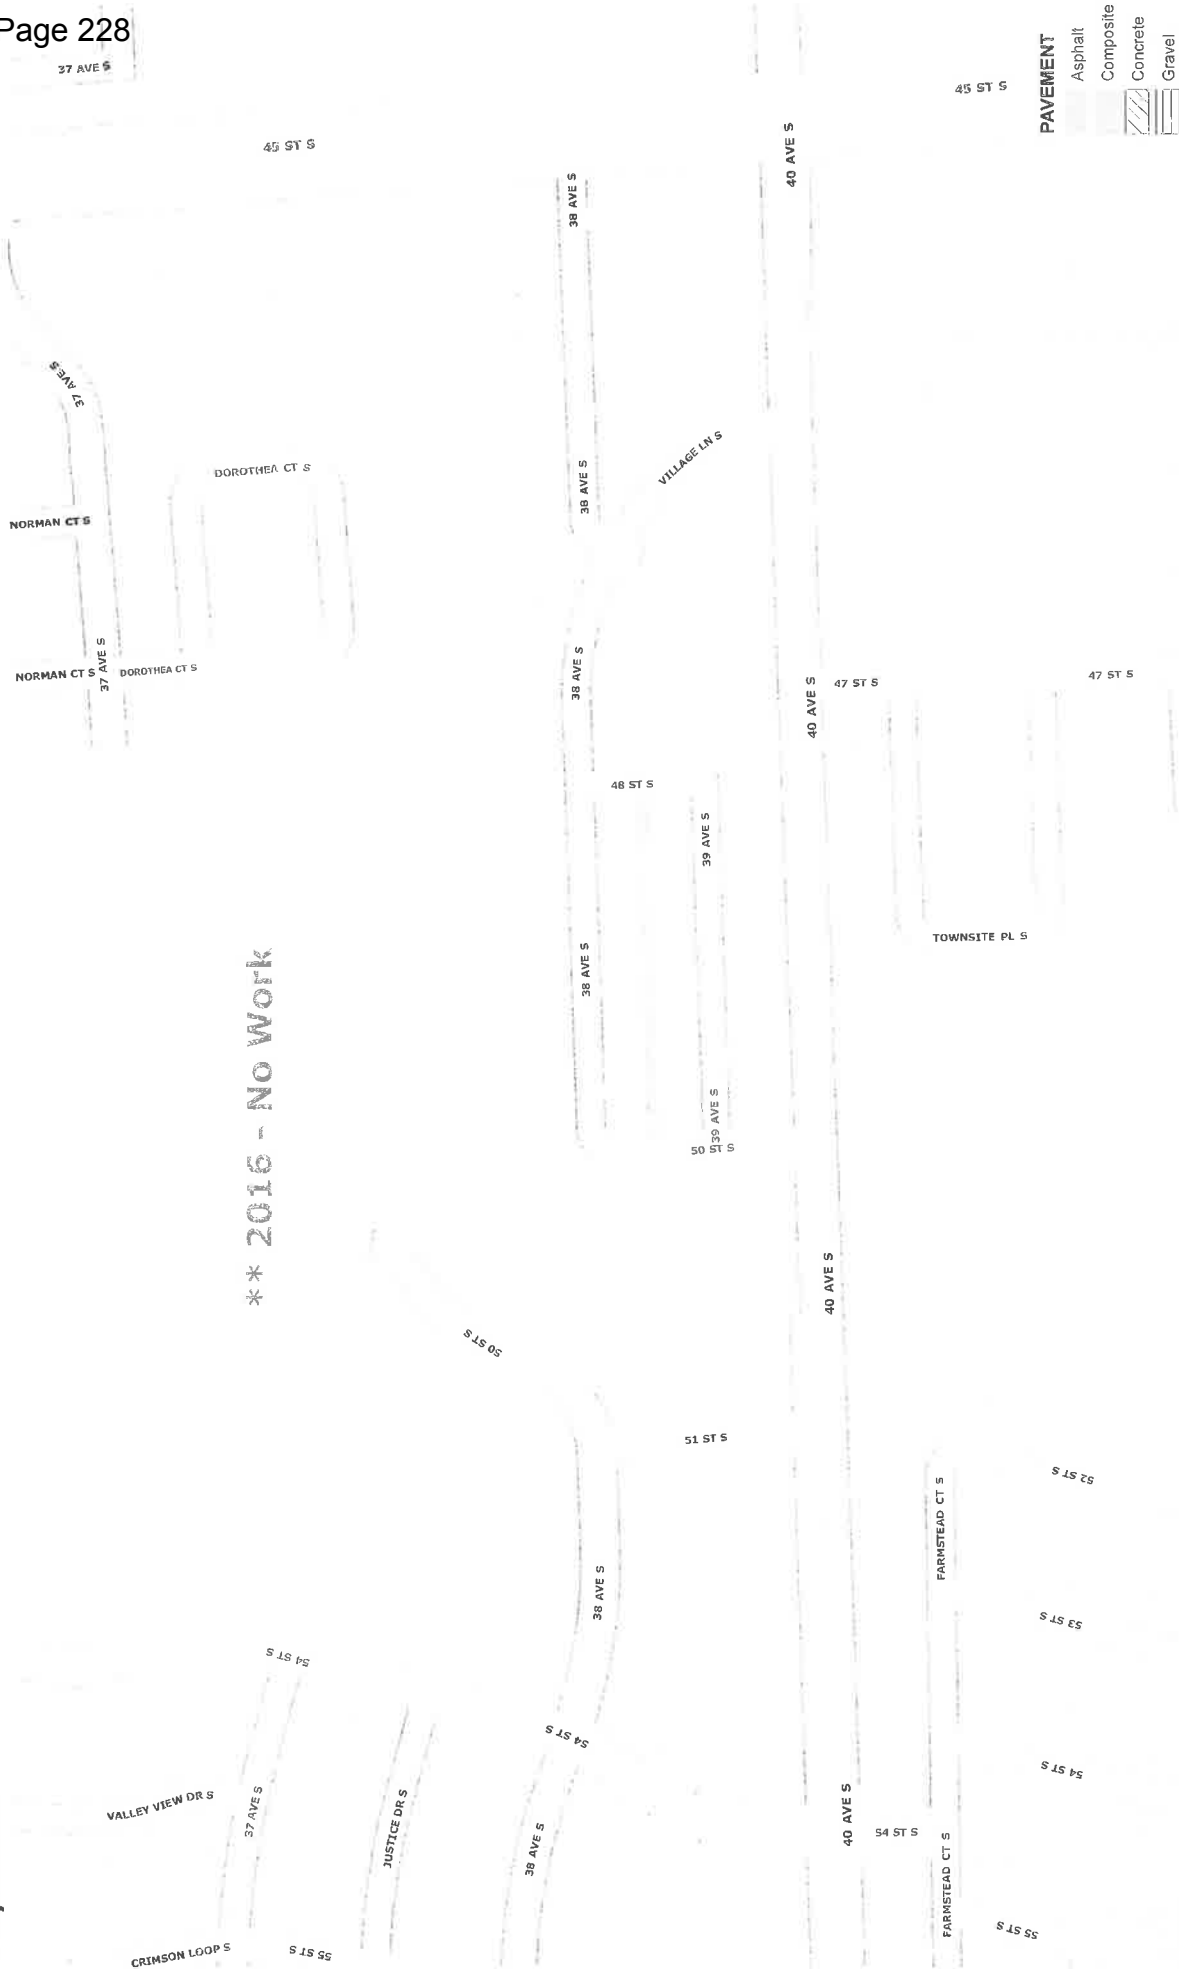 Page 228
37 AVE S
45 ST S
45 ST S
PAVEMENT
Asphalt
Composite
Concrete
Gravel
38 AVE S
40 AVE S
37 AVE S
DOROTHEA CT S
38 AVE S
VILLAGE LN S
NORMAN CT S
NORMAN CT S
37 AVE S
DOROTHEA CT S
38 AVE S
40 AVE S
47 ST S
47 ST S
48 ST S
39 AVE S
38 AVE S
TOWNSITE PL S
** 2016 - No Work
39 AVE S
50 ST S
40 AVE S
50 ST S
51 ST S
52 ST S
FARMSTEAD CT S
38 AVE S
53 ST S
54 ST S
54 ST S
54 ST S
VALLEY VIEW DR S
37 AVE S
JUSTICE DR S
38 AVE S
40 AVE S
54 ST S
FARMSTEAD CT S
CRIMSON LOOP S
55 ST S
55 ST S